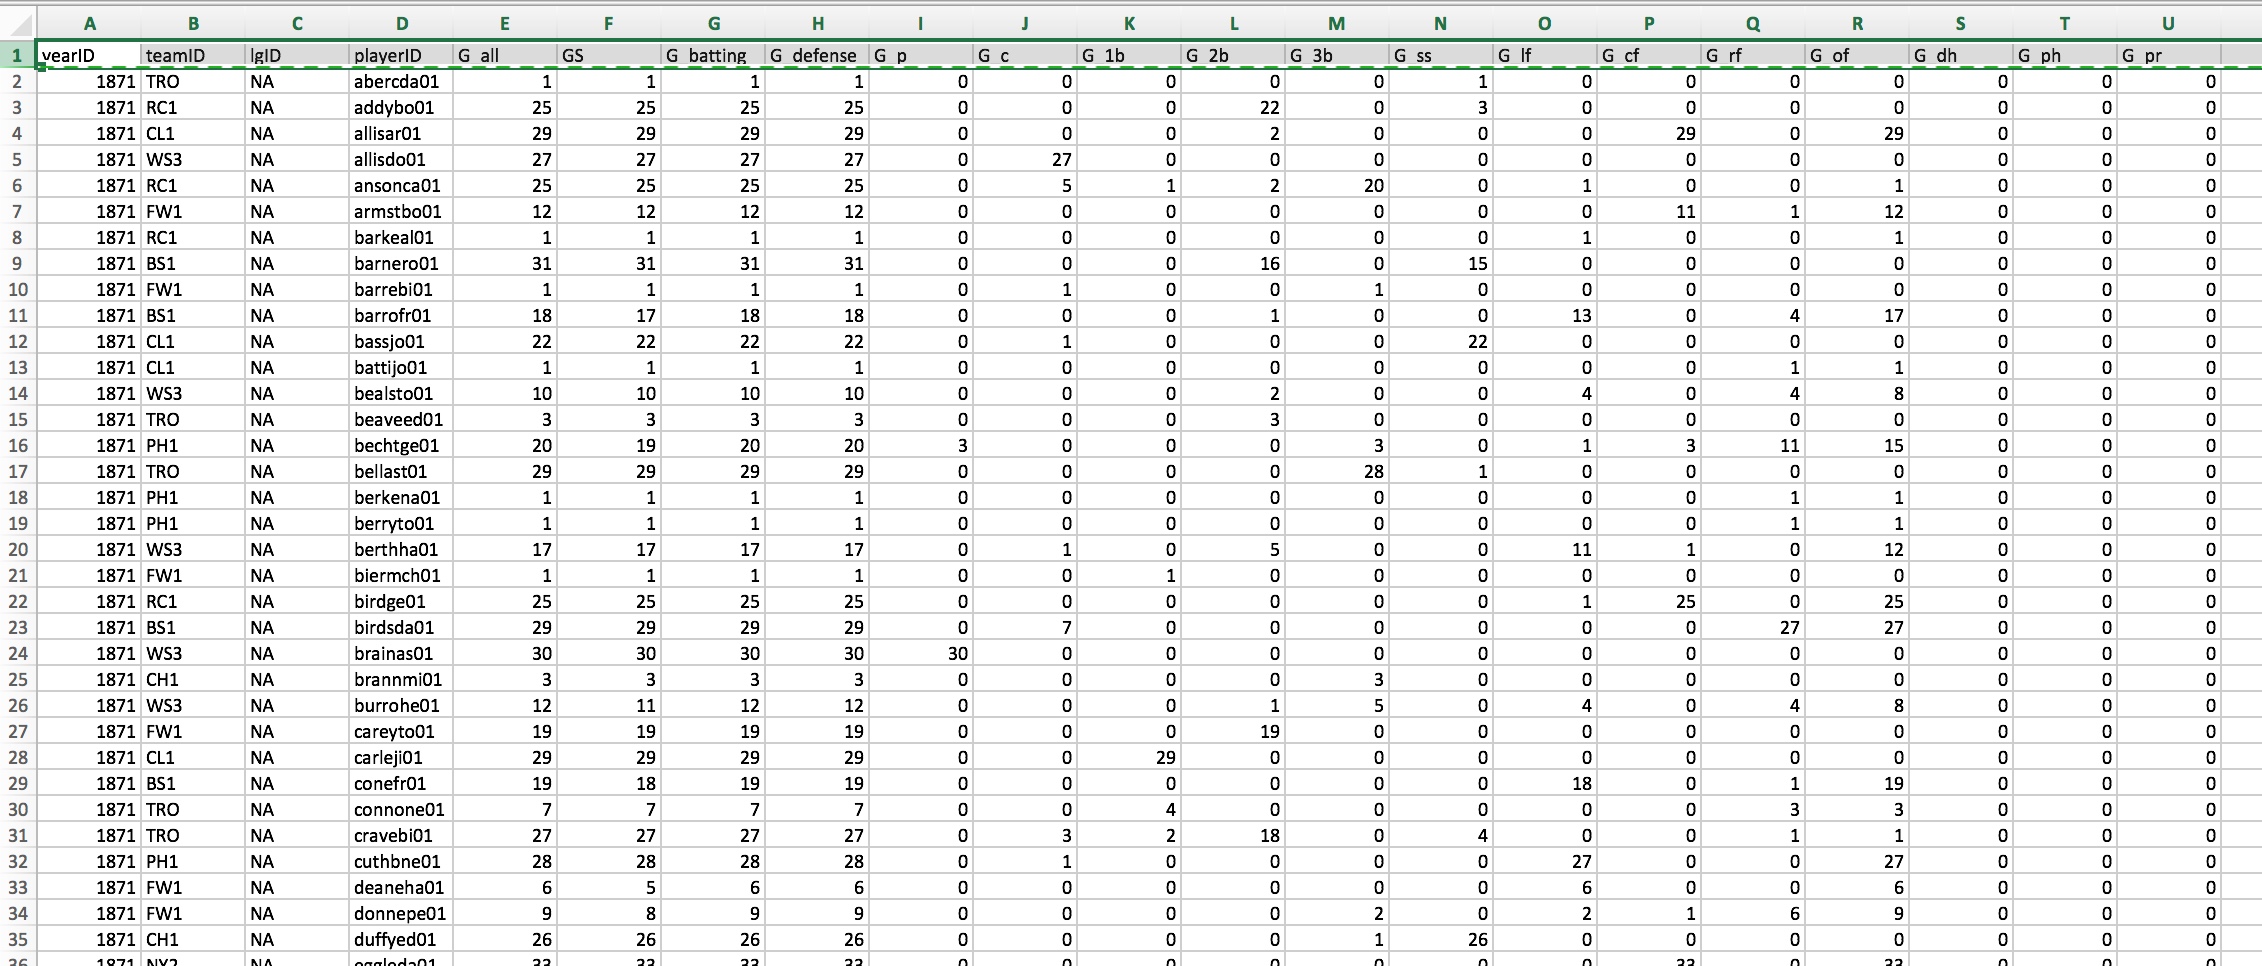 A B C D E F G H I J K L M N O P Q R S T U
1 yearID teamID lgID playerID G_all GS G_batting G_defense G_p G_c G_1b G_2b G_3b G_ss G_lf G_cf G_rf G_of G_dh G_ph G_pr
2 1871 TRO NA abercda01 1 1 1 1 0 0 0 0 0 1 0 0 0 0 0 0 0
3 1871 RC1 NA addybo01 25 25 25 25 0 0 0 22 0 3 0 0 0 0 0 0 0
4 1871 CL1 NA allisar01 29 29 29 29 0 0 0 2 0 0 0 29 0 29 0 0 0
5 1871 WS3 NA allisdo01 27 27 27 27 0 27 0 0 0 0 0 0 0 0 0 0 0
6 1871 RC1 NA ansonca01 25 25 25 25 0 5 1 2 20 0 1 0 0 1 0 0 0
7 1871 FW1 NA armstbo01 12 12 12 12 0 0 0 0 0 0 0 11 1 12 0 0 0
8 1871 RC1 NA barkeal01 1 1 1 1 0 0 0 0 0 0 1 0 0 1 0 0 0
9 1871 BS1 NA barnero01 31 31 31 31 0 0 0 16 0 15 0 0 0 0 0 0 0
10 1871 FW1 NA barrebi01 1 1 1 1 0 1 0 0 1 0 0 0 0 0 0 0 0
11 1871 BS1 NA barrofr01 18 17 18 18 0 0 0 1 0 0 13 0 4 17 0 0 0
12 1871 CL1 NA bassjo01 22 22 22 22 0 1 0 0 0 22 0 0 0 0 0 0 0
13 1871 CL1 NA battijo01 1 1 1 1 0 0 0 0 0 0 0 0 1 1 0 0 0
14 1871 WS3 NA bealsto01 10 10 10 10 0 0 0 2 0 0 4 0 4 8 0 0 0
15 1871 TRO NA beaveed01 3 3 3 3 0 0 0 3 0 0 0 0 0 0 0 0 0
16 1871 PH1 NA bechtge01 20 19 20 20 3 0 0 0 3 0 1 3 11 15 0 0 0
17 1871 TRO NA bellast01 29 29 29 29 0 0 0 0 28 1 0 0 0 0 0 0 0
18 1871 PH1 NA berkena01 1 1 1 1 0 0 0 0 0 0 0 0 1 1 0 0 0
19 1871 PH1 NA berryto01 1 1 1 1 0 0 0 0 0 0 0 0 1 1 0 0 0
20 1871 WS3 NA berthha01 17 17 17 17 0 1 0 5 0 0 11 1 0 12 0 0 0
21 1871 FW1 NA biermch01 1 1 1 1 0 0 1 0 0 0 0 0 0 0 0 0 0
22 1871 RC1 NA birdge01 25 25 25 25 0 0 0 0 0 0 1 25 0 25 0 0 0
23 1871 BS1 NA birdsda01 29 29 29 29 0 7 0 0 0 0 0 0 27 27 0 0 0
24 1871 WS3 NA brainas01 30 30 30 30 30 0 0 0 0 0 0 0 0 0 0 0 0
25 1871 CH1 NA brannmi01 3 3 3 3 0 0 0 0 3 0 0 0 0 0 0 0 0
26 1871 WS3 NA burrohe01 12 11 12 12 0 0 0 1 5 0 4 0 4 8 0 0 0
27 1871 FW1 NA careyto01 19 19 19 19 0 0 0 19 0 0 0 0 0 0 0 0 0
28 1871 CL1 NA carleji01 29 29 29 29 0 0 29 0 0 0 0 0 0 0 0 0 0
29 1871 BS1 NA conefr01 19 18 19 19 0 0 0 0 0 0 18 0 1 19 0 0 0
30 1871 TRO NA connone01 7 7 7 7 0 0 4 0 0 0 0 0 3 3 0 0 0
31 1871 TRO NA cravebi01 27 27 27 27 0 3 2 18 0 4 0 0 1 1 0 0 0
32 1871 PH1 NA cuthbne01 28 28 28 28 0 1 0 0 0 0 27 0 0 27 0 0 0
33 1871 FW1 NA deaneha01 6 5 6 6 0 0 0 0 0 0 6 0 0 6 0 0 0
34 1871 FW1 NA donnepe01 9 8 9 9 0 0 0 0 2 0 2 1 6 9 0 0 0
35 1871 CH1 NA duffyed01 26 26 26 26 0 0 0 0 1 26 0 0 0 0 0 0 0
36 1871 NY2 NA eggleda01 33 33 33 33 0 0 0 0 0 0 0 33 0 33 0 0 0